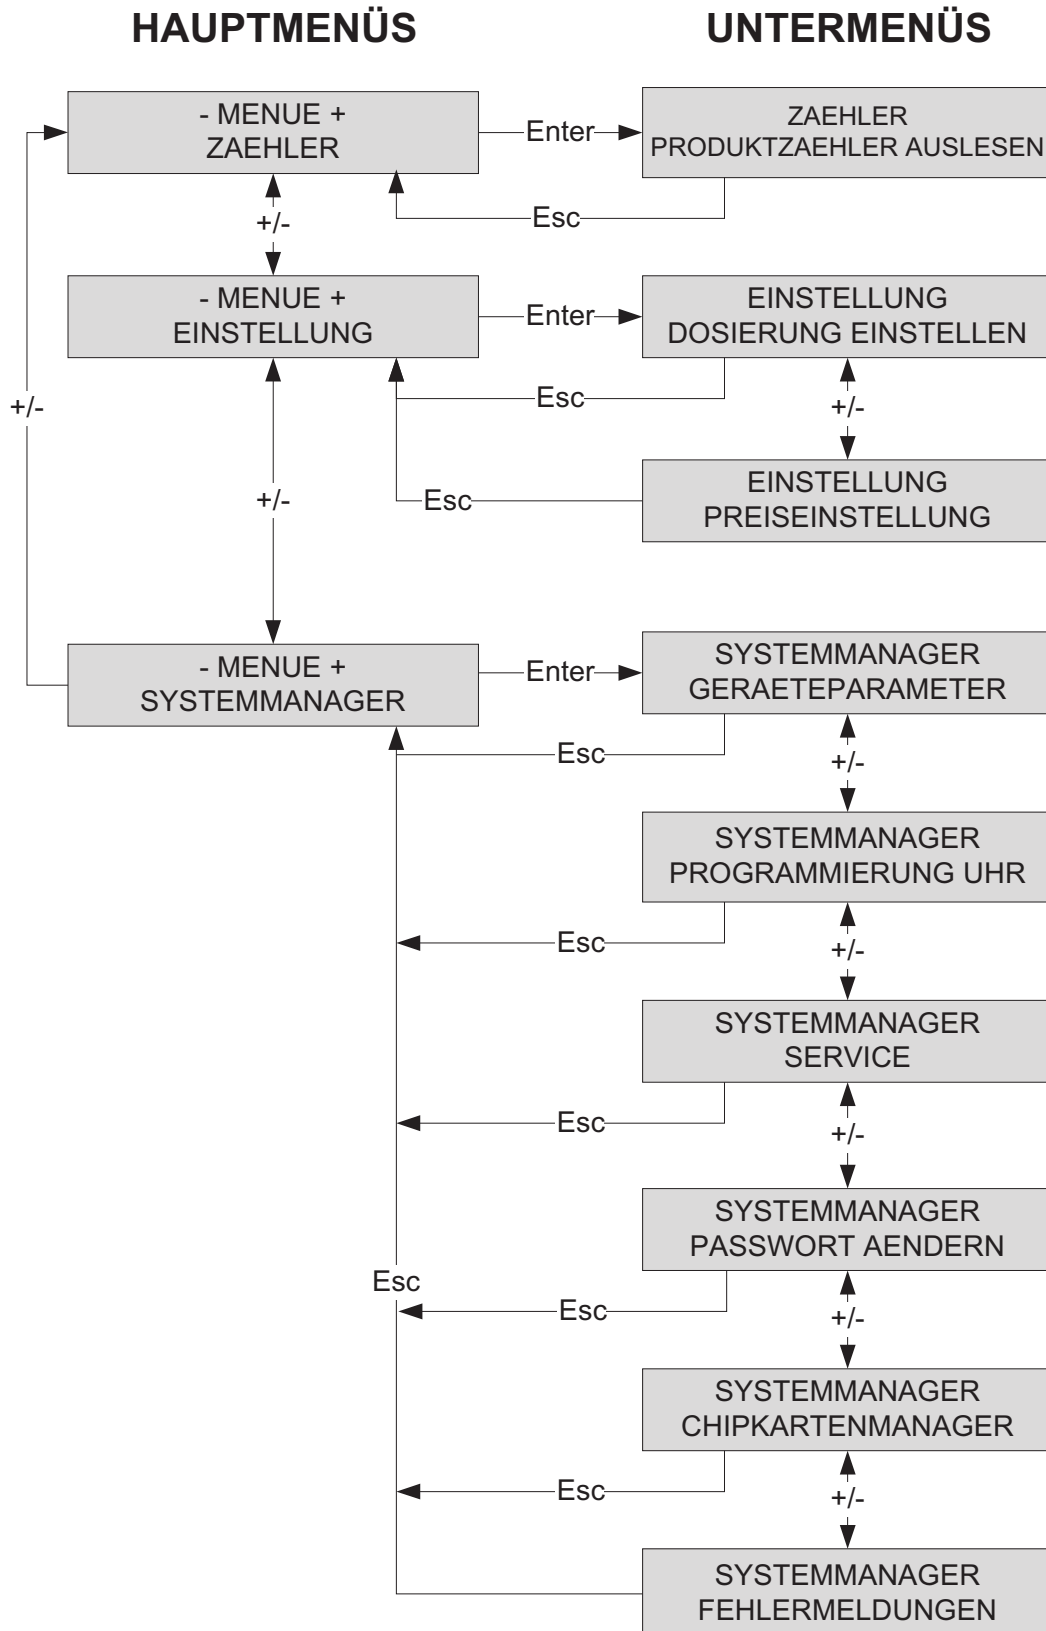 HAUPTMENÜS
UNTERMENÜS
- MENUE +
ZAEHLER
Enter
ZAEHLER
PRODUKTZAEHLER AUSLESEN
Esc
+/-
- MENUE +
EINSTELLUNG
Enter
EINSTELLUNG
DOSIERUNG EINSTELLEN
Esc
+/-
+/-
+/-
Esc
EINSTELLUNG
PREISEINSTELLUNG
- MENUE +
SYSTEMMANAGER
Enter
SYSTEMMANAGER
GERAETEPARAMETER
Esc
+/-
SYSTEMMANAGER
PROGRAMMIERUNG UHR
Esc
+/-
SYSTEMMANAGER
SERVICE
Esc
+/-
SYSTEMMANAGER
PASSWORT AENDERN
Esc
Esc
+/-
SYSTEMMANAGER
CHIPKARTENMANAGER
Esc
+/-
SYSTEMMANAGER
FEHLERMELDUNGEN